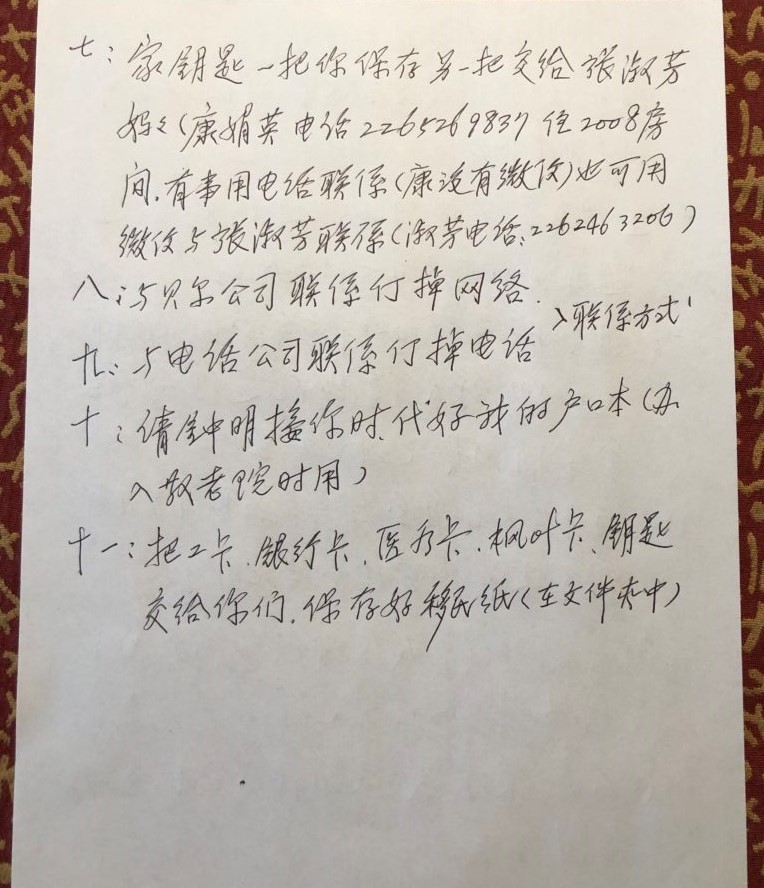 七：家钥匙一把你保存另一把交给张淑芳
妈妈（康娟英电话2265269837住2008房
间，有事用电话联係（康没有微信）也可用
微信与张淑芳联係（淑芳电话：2262463206）
八：与贝尔公司联係付掉网络．
〉联係方式
九：与电话公司联係付掉电话
十：请钟明接你时代好我的户口本（办
入敬老院时用）
十一：把工卡、银行卡、医疗卡、枫叶卡、钥匙
交给你们．保存好移民纸（在文件夹中）